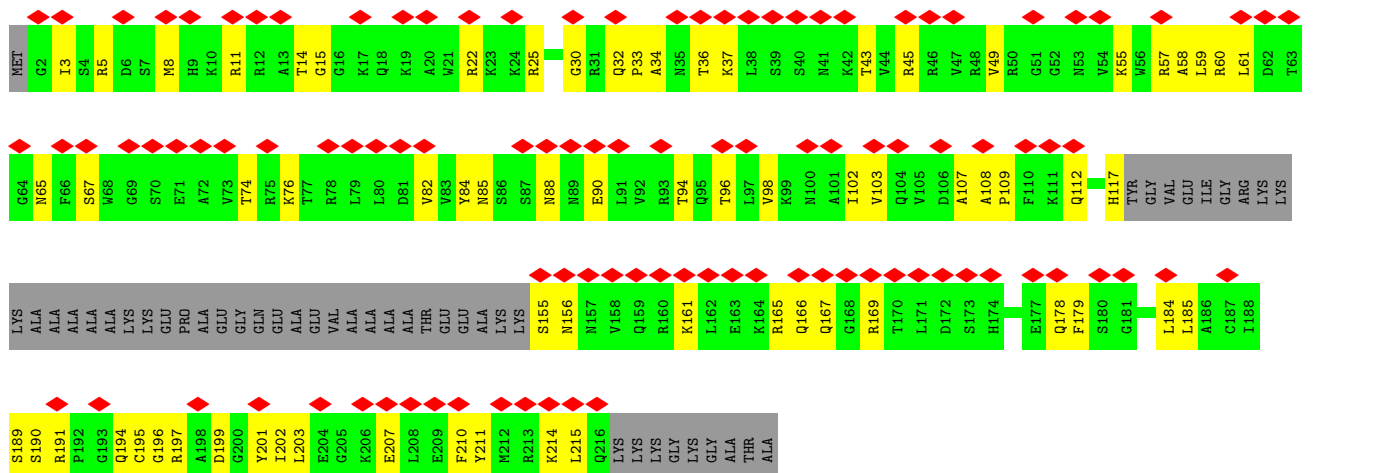 MET G2 I3 S4 R5 D6 S7 M8 H9 K10 R11 R12 A13 T14 G15 G16 K17 Q18 K19 A20 W21 R22 K23 K24 R25 G30 R31 Q32 P33 A34 N35 T36 K37 L38 S39 S40 N41 K42 T43 V44 R45 R46 V47 R48 V49 R50 G51 G52 N53 V54 K55 W56 R57 A58 L59 R60 L61 D62 T63
G64 N65 F66 S67 W68 G69 S70 E71 A72 V73 T74 R75 K76 T77 R78 L79 L80 D81 V82 V83 Y84 N85 S86 S87 N88 N89 E90 L91 V92 R93 T94 Q95 T96 L97 V98 K99 N100 A101 I102 V103 Q104 V105 D106 A107 A108 P109 F110 K111 Q112 H117 TYR GLY VAL GLU ILE GLY ARG LYS LYS
LYS ALA ALA ALA ALA ALA LYS LYS GLU PRO ALA GLU GLY GLN GLU ALA GLU VAL ALA ALA ALA ALA THR GLU GLU ALA LYS LYS S155 N156 N157 V158 Q159 R160 K161 L162 E163 K164 R165 Q166 Q167 G168 R169 T170 L171 D172 S173 H174 E177 Q178 F179 S180 G181 L184 L185 A186 C187 I188
S189 S190 R191 P192 G193 Q194 C195 G196 R197 A198 D199 G200 Y201 I202 L203 E204 G205 K206 E207 L208 E209 F210 Y211 M212 R213 K214 L215 Q216 LYS LYS LYS GLY LYS GLY ALA THR ALA